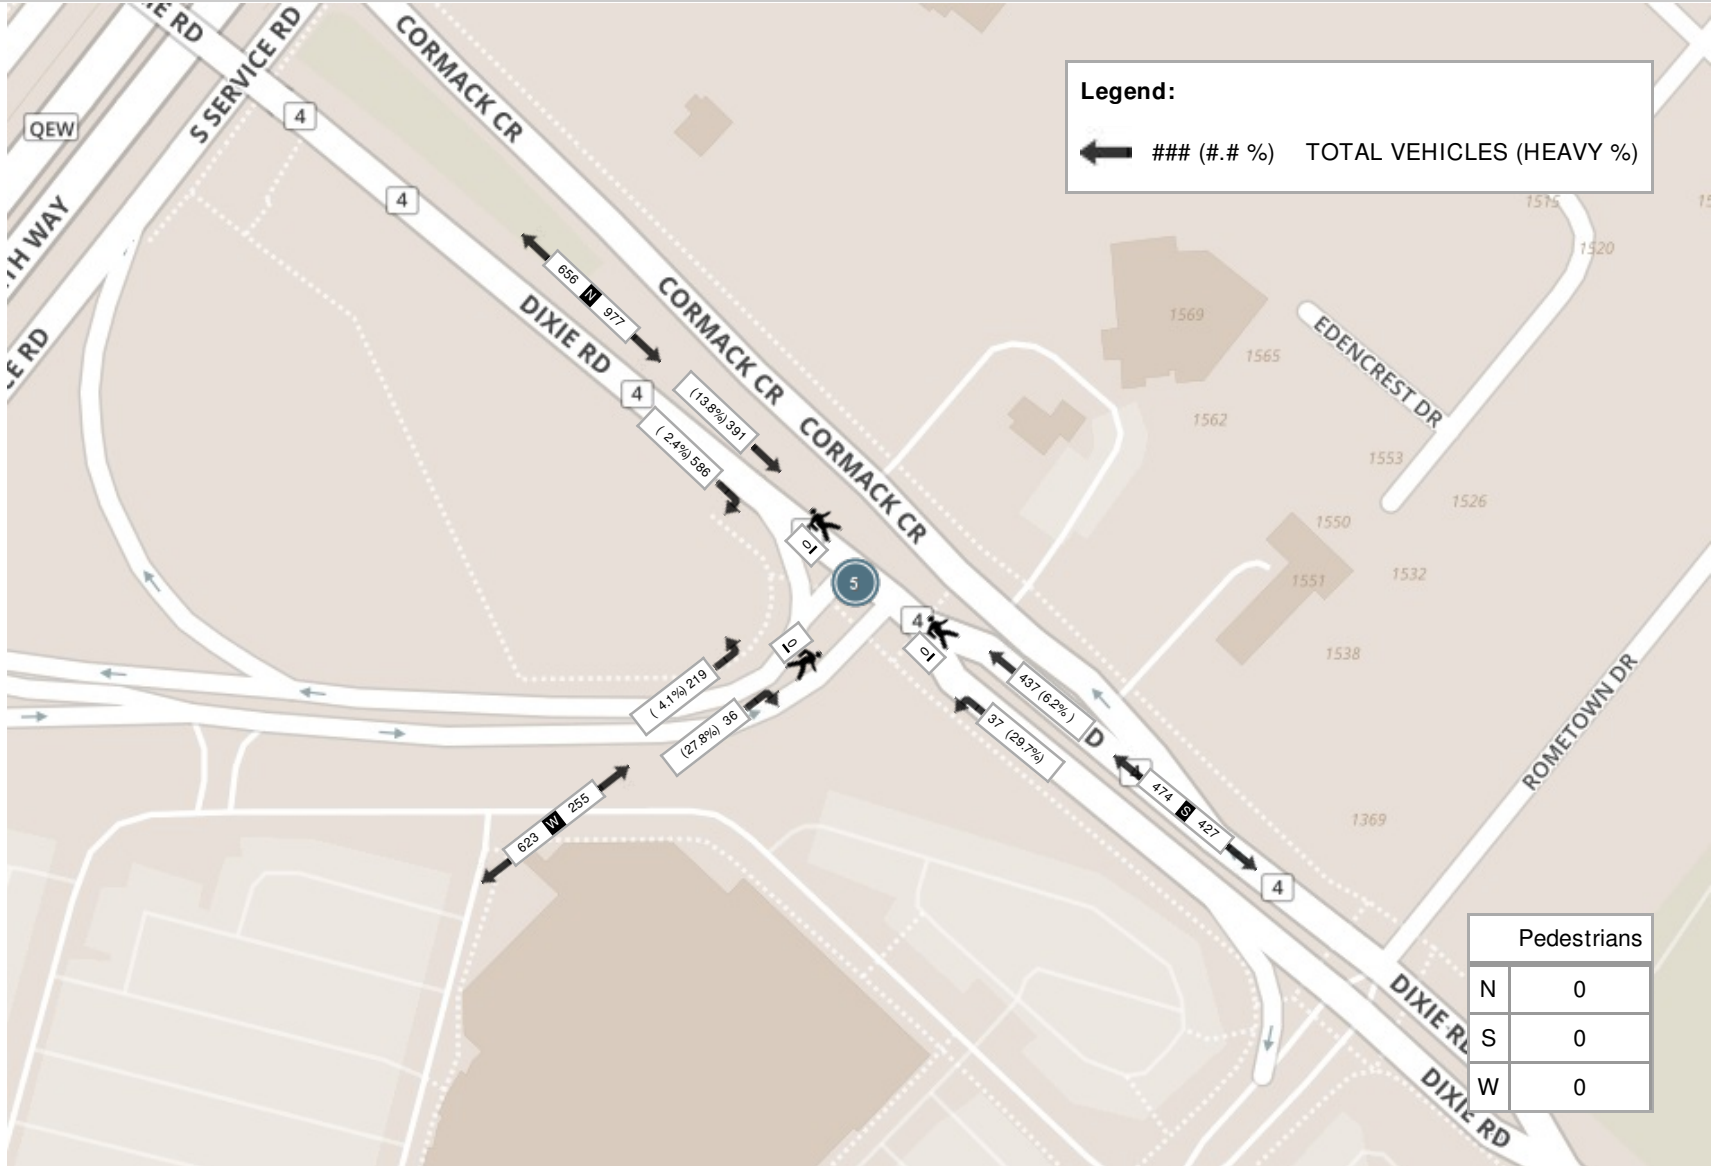 IE RD
S SERVICE RD
CORMACK CR
QEW
4
4
TH WAY
CE RD
Legend:
### (#.# %) TOTAL VEHICLES (HEAVY %)
1515
1520
656 N 977
DIXIE RD
CORMACK CR
4
(13.8%) 391
( 2.4%) 586
CORMACK CR
1569
1565
EDENCREST DR
1562
1553
1526
1550
1532
1551
1538
0
5
4
0
0
( 4.1%) 219
(27.8%) 36
437 (6.2% )
37 (29.7%)
D
623 W 255
474 S 427
4
1369
ROMETOWN DR
DIXIE RD
DIXIE RD
Pedestrians
N 0
S 0
W 0